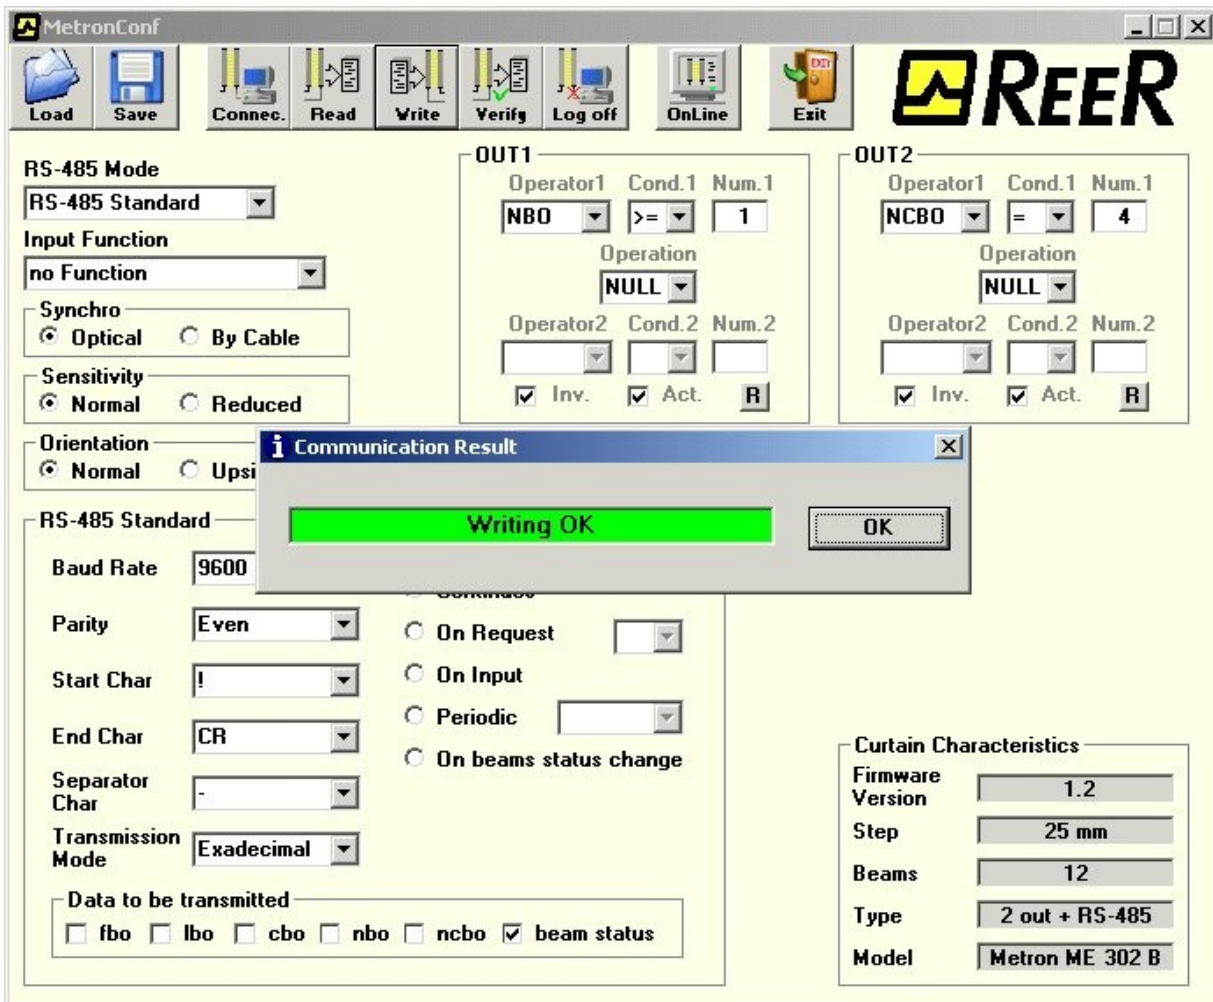 MetronConf
Load Save Connec. Read Write Verify Log off OnLine EXIT Exit REER
RS-485 Mode
RS-485 Standard
Input Function
no Function
Synchro
Optical By Cable
Sensitivity
Normal Reduced
Orientation
Normal Upsi
OUT1
Operator1 Cond.1 Num.1
NBO >= 1
Operation
NULL
Operator2 Cond.2 Num.2
Inv. Act. R
OUT2
Operator1 Cond.1 Num.1
NCBO = 4
Operation
NULL
Operator2 Cond.2 Num.2
Inv. Act. R
Communication Result
Writing OK OK
RS-485 Standard
Baud Rate 9600
Parity Even
Start Char !
End Char CR
Separator
Char -
Transmission
Mode Exadecimal
On Request
On Input
Periodic
On beams status change
Data to be transmitted
fbo lbo cbo nbo ncbo beam status
Curtain Characteristics
Firmware
Version 1.2
Step 25 mm
Beams 12
Type 2 out + RS-485
Model Metron ME 302 B